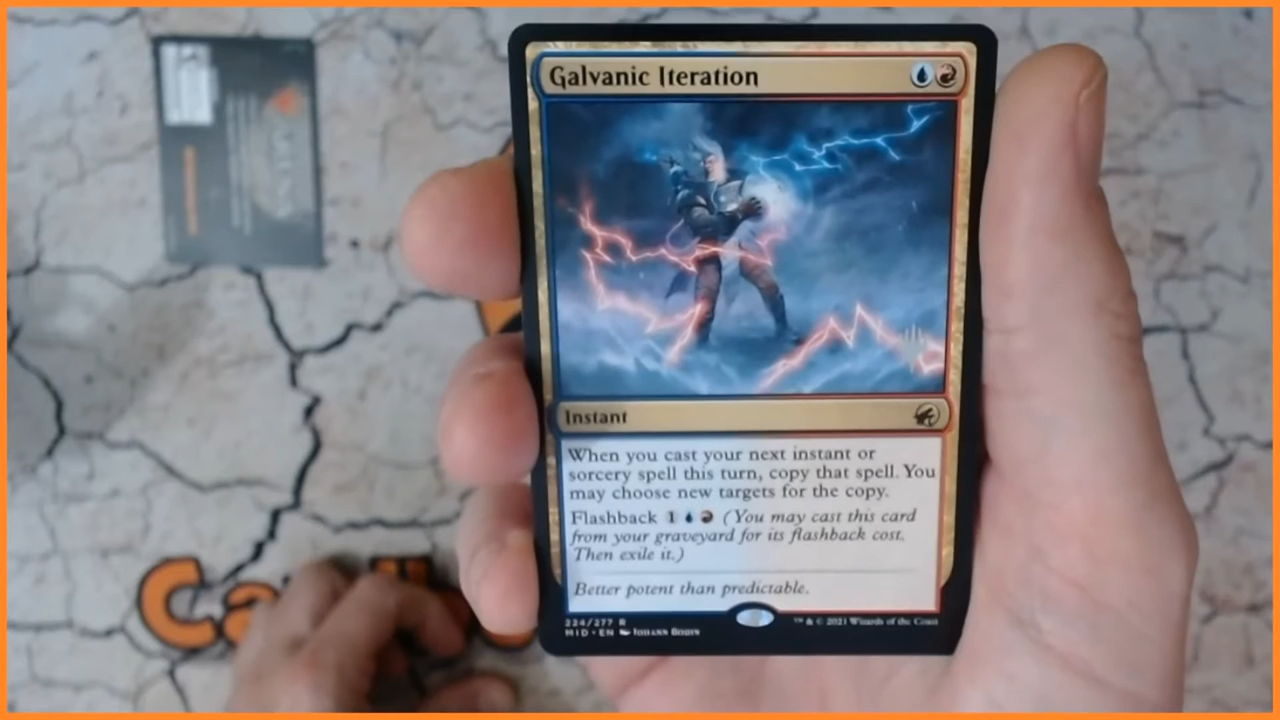 Galvanic Iteration
Instant
When you cast your next instant or
sorcery spell this turn, copy that spell. You
may choose new targets for the copy.
Flashback 1 (You may cast this card
from your graveyard for its flashback cost.
Then exile it.)
Better potent than predictable.
224/277 R
MID • EN Johann Bodin
™ & © 2021 Wizards of the Coast